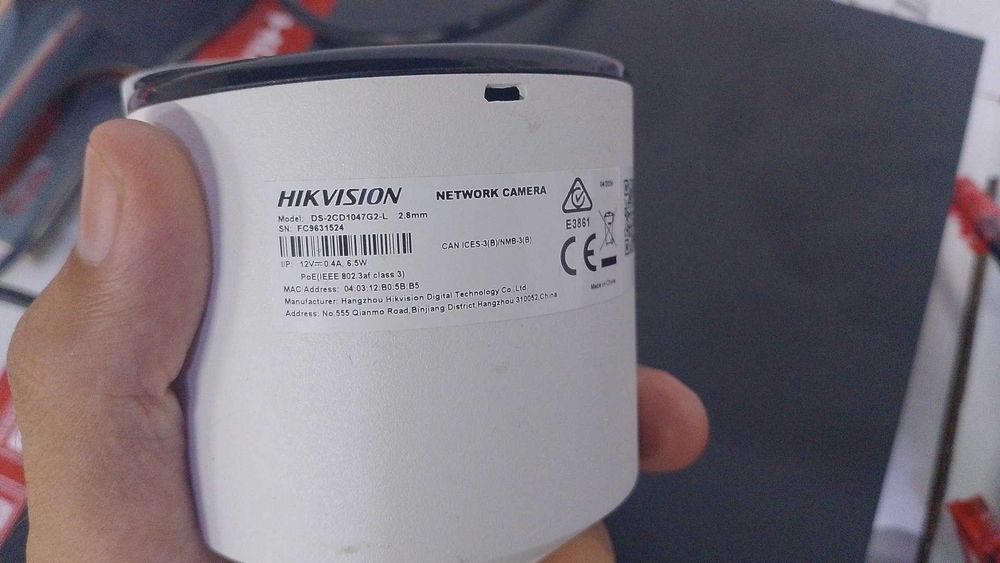 HIKVISION NETWORK CAMERA
Model: DS-2CD1047G2-L 2.8mm
SN: FC9631524
CAN ICES-3(B)/NMB-3(B)
I/P: 12V⎓0.4A, 6.5W
PoE(IEEE 802.3af class 3)
MAC Address: 04:03:12:B0:5B:B5
Manufacturer: Hangzhou Hikvision Digital Technology Co.,Ltd.
Address: No.555 Qianmo Road,Binjiang District,Hangzhou 310052,China
E3861
CE
Made in China